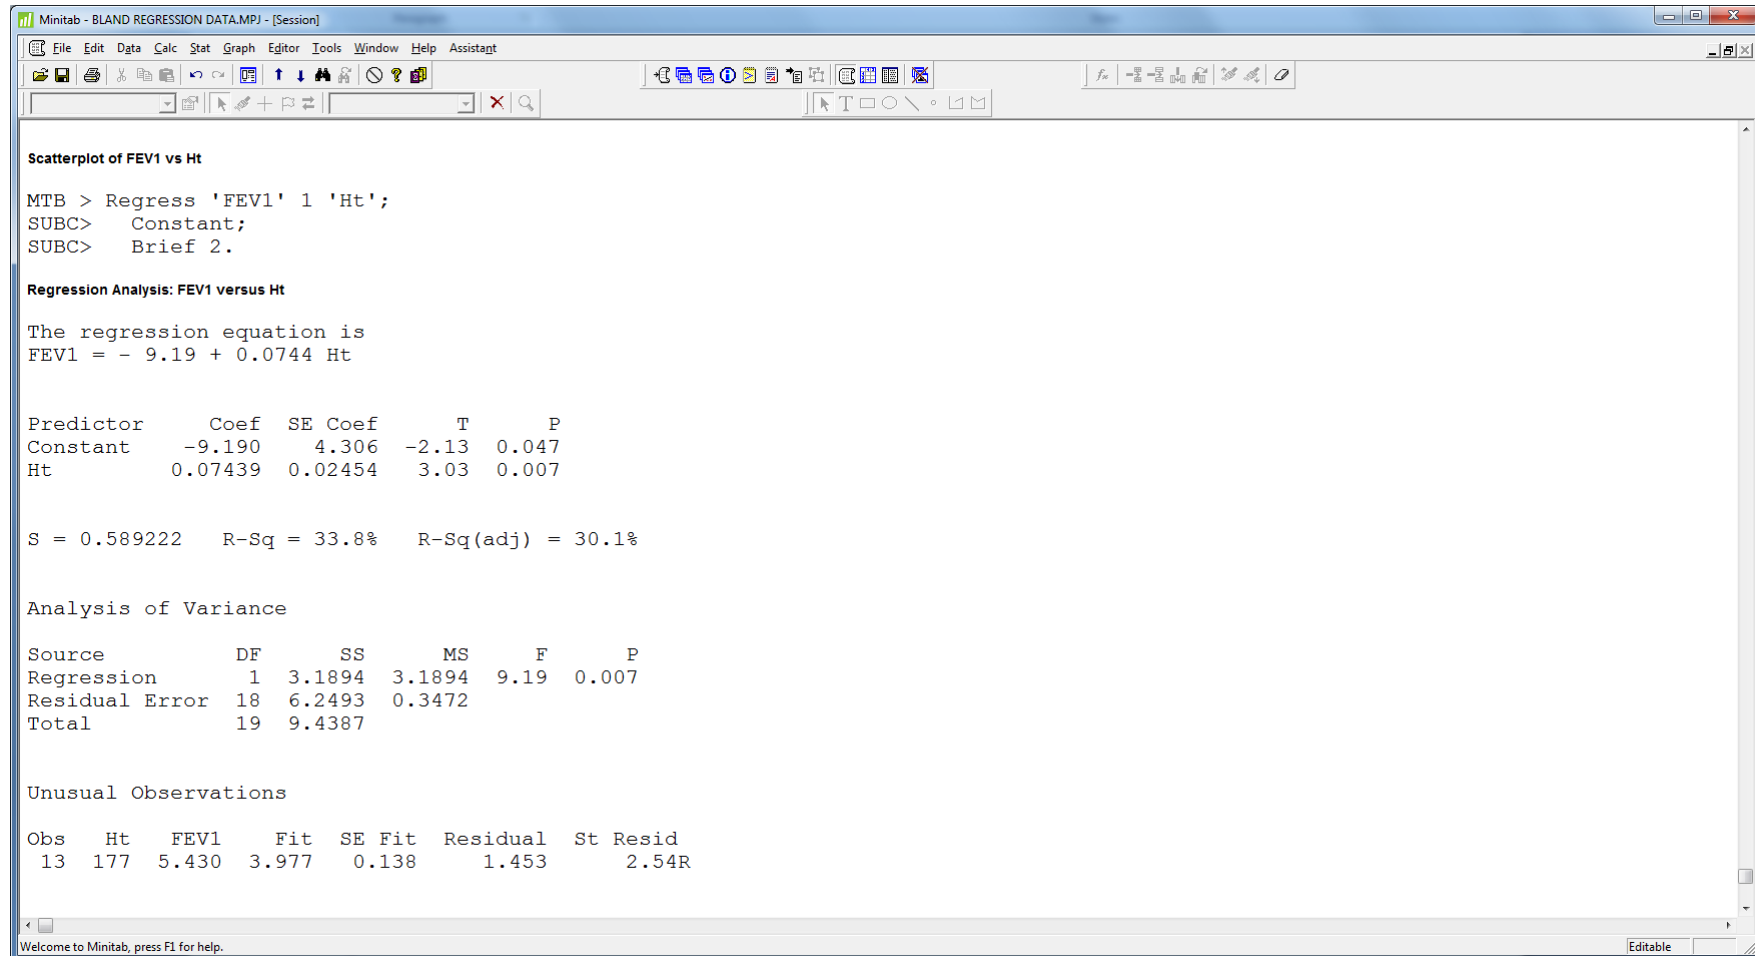 Minitab - BLAND REGRESSION DATA.MPJ - [Session]
File Edit Data Calc Stat Graph Editor Tools Window Help Assistant
Scatterplot of FEV1 vs Ht
MTB > Regress 'FEV1' 1 'Ht';
SUBC> Constant;
SUBC> Brief 2.
Regression Analysis: FEV1 versus Ht
The regression equation is
FEV1 = - 9.19 + 0.0744 Ht
Predictor Coef SE Coef T P
Constant -9.190 4.306 -2.13 0.047
Ht 0.07439 0.02454 3.03 0.007
S = 0.589222 R-Sq = 33.8% R-Sq(adj) = 30.1%
Analysis of Variance
Source DF SS MS F P
Regression 1 3.1894 3.1894 9.19 0.007
Residual Error 18 6.2493 0.3472
Total 19 9.4387
Unusual Observations
Obs Ht FEV1 Fit SE Fit Residual St Resid
13 177 5.430 3.977 0.138 1.453 2.54R
Welcome to Minitab, press F1 for help.
Editable